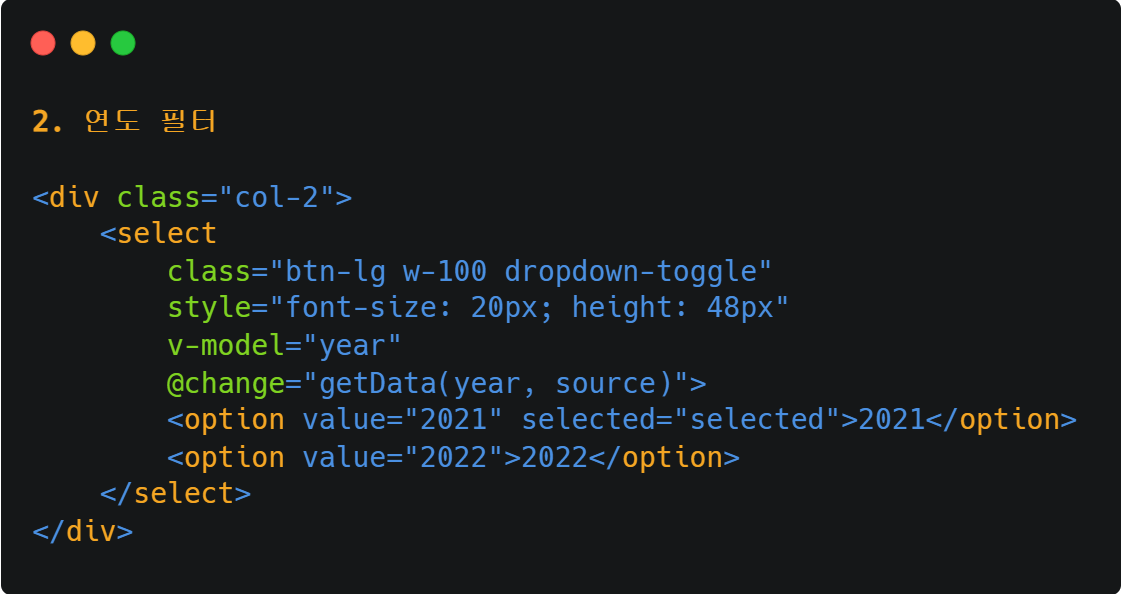 2. 연도 필터
<div class="col-2">
<select
class="btn-lg w-100 dropdown-toggle"
style="font-size: 20px; height: 48px"
v-model="year"
@change="getData(year, source)">
<option value="2021" selected="selected">2021</option>
<option value="2022">2022</option>
</select>
</div>